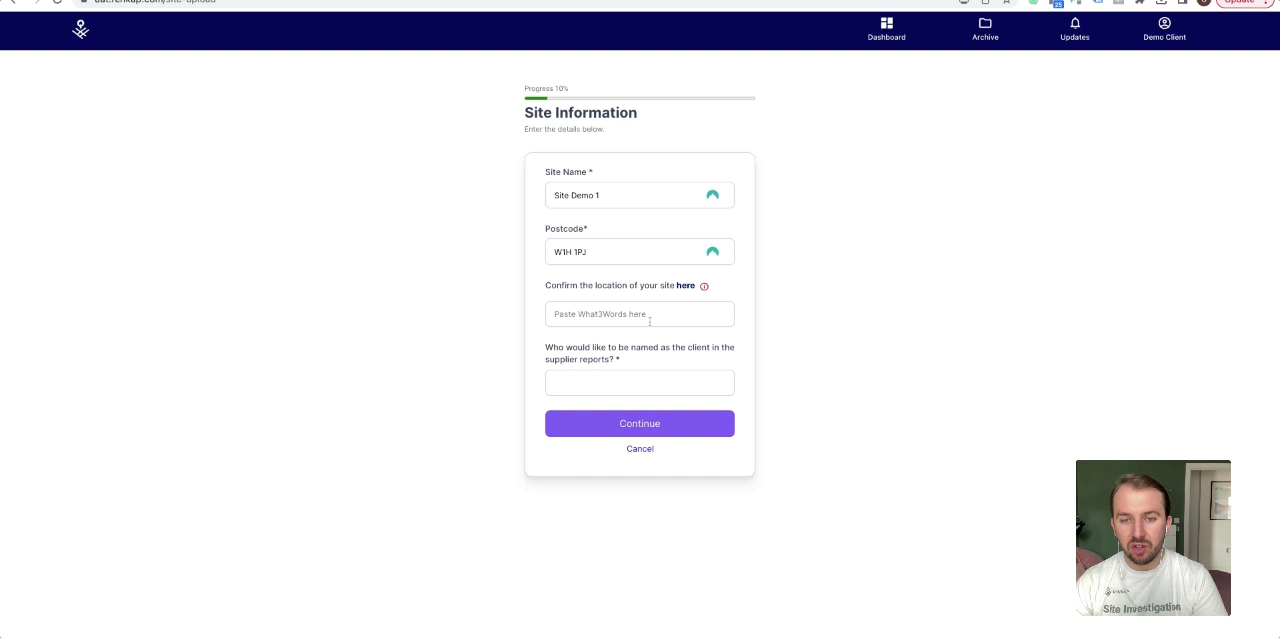 Update
25
Dashboard
Archive
Updates
Demo Client
Progress 10%
Site Information
Enter the details below.
Site Name *
Site Demo 1
Postcode*
W1H 1PJ
Confirm the location of your site here
Paste What3Words here
Who would like to be named as the client in the
supplier reports? *
Continue
Cancel
Site Investigation